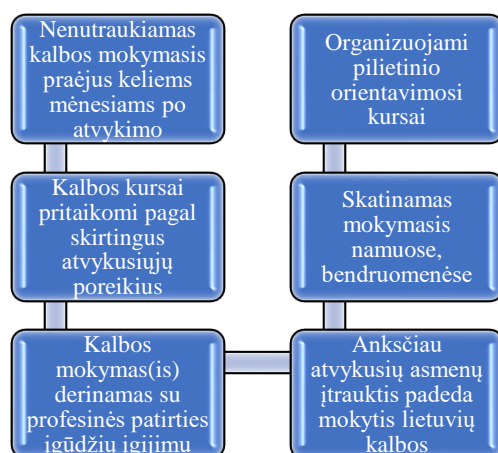 Nenutraukiamas
kalbos mokymasis
praėjus keliems
mėnesiams po
atvykimo
Kalbos kursai
pritaikomi pagal
skirtingus
atvykusiųjų
poreikius
Kalbos
mokymas(is)
derinamas su
profesinės patirties
įgūdžių įgijimu
Anksčiau
atvykusių asmenų
įtrauktis padeda
mokytis lietuvių
kalbos
Skatinamas
mokymasis
namuose,
bendruomenėse
Organizuojami
pilietinio
orientavimosi
kursai